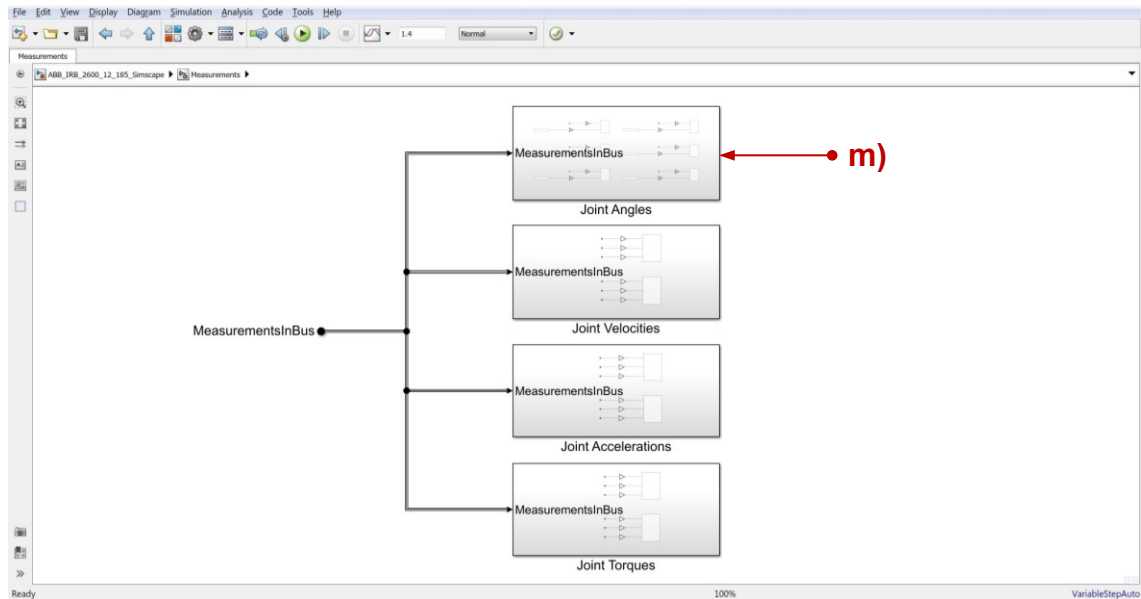 File Edit View Display Diagram Simulation Analysis Code Tools Help
1.4 Normal
Measurements
ABB_IRB_2600_12_185_Simscape Measurements
MeasurementsInBus
m)
Joint Angles
MeasurementsInBus
Joint Velocities
MeasurementsInBus
MeasurementsInBus
Joint Accelerations
MeasurementsInBus
Joint Torques
Ready 100% VariableStepAuto